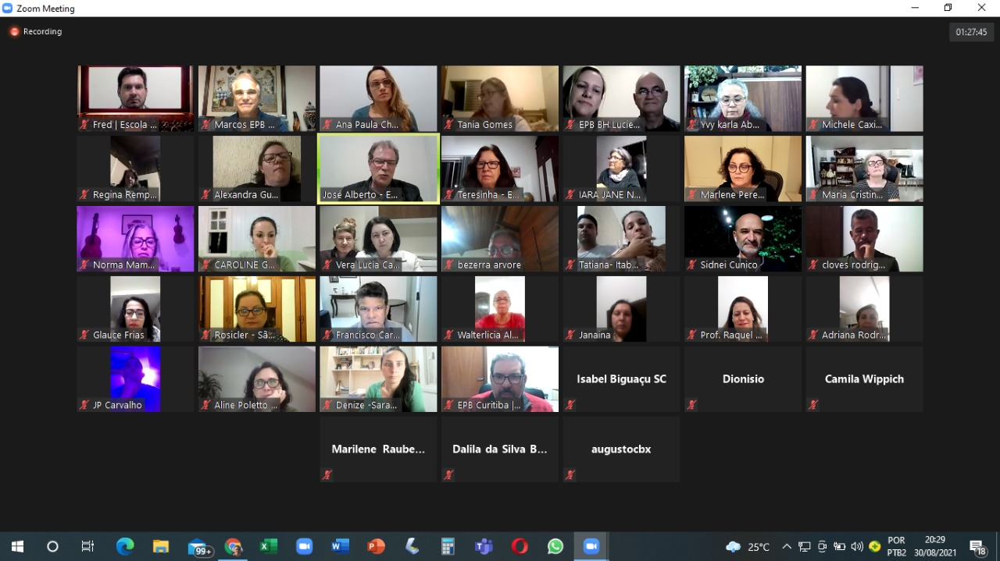 Zoom Meeting
Recording
01:27:45
Fred | Escola ...
Marcos EPB ...
Ana Paula Ch...
Tania Gomes
EPB BH Lucie...
Yvy karla Ab...
Michele Caxi...
Regina Remp...
Alexandra Gu...
José Alberto - E...
Teresinha - E...
IARA JANE N...
Marlene Pere...
Maria Cristin...
Norma Mam...
CAROLINE G...
Vera Lucia Ca...
bezerra arvore
Tatiana- Itab...
Sidnei Cunico
cloves rodrig...
Glauce Frias
Rosicler - Sã...
Francisco Car...
Walterlicia Al...
Janaina
Prof. Raquel ...
Adriana Rodr...
JP Carvalho
Aline Poletto ...
Denize -Sara...
EPB Curitiba |...
Isabel Biguaçu SC
Dionisio
Camila Wippich
Marilene Raube...
Dalila da Silva B...
augustocbx
99+
25°C
POR
PTB2
20:29
30/08/2021
18